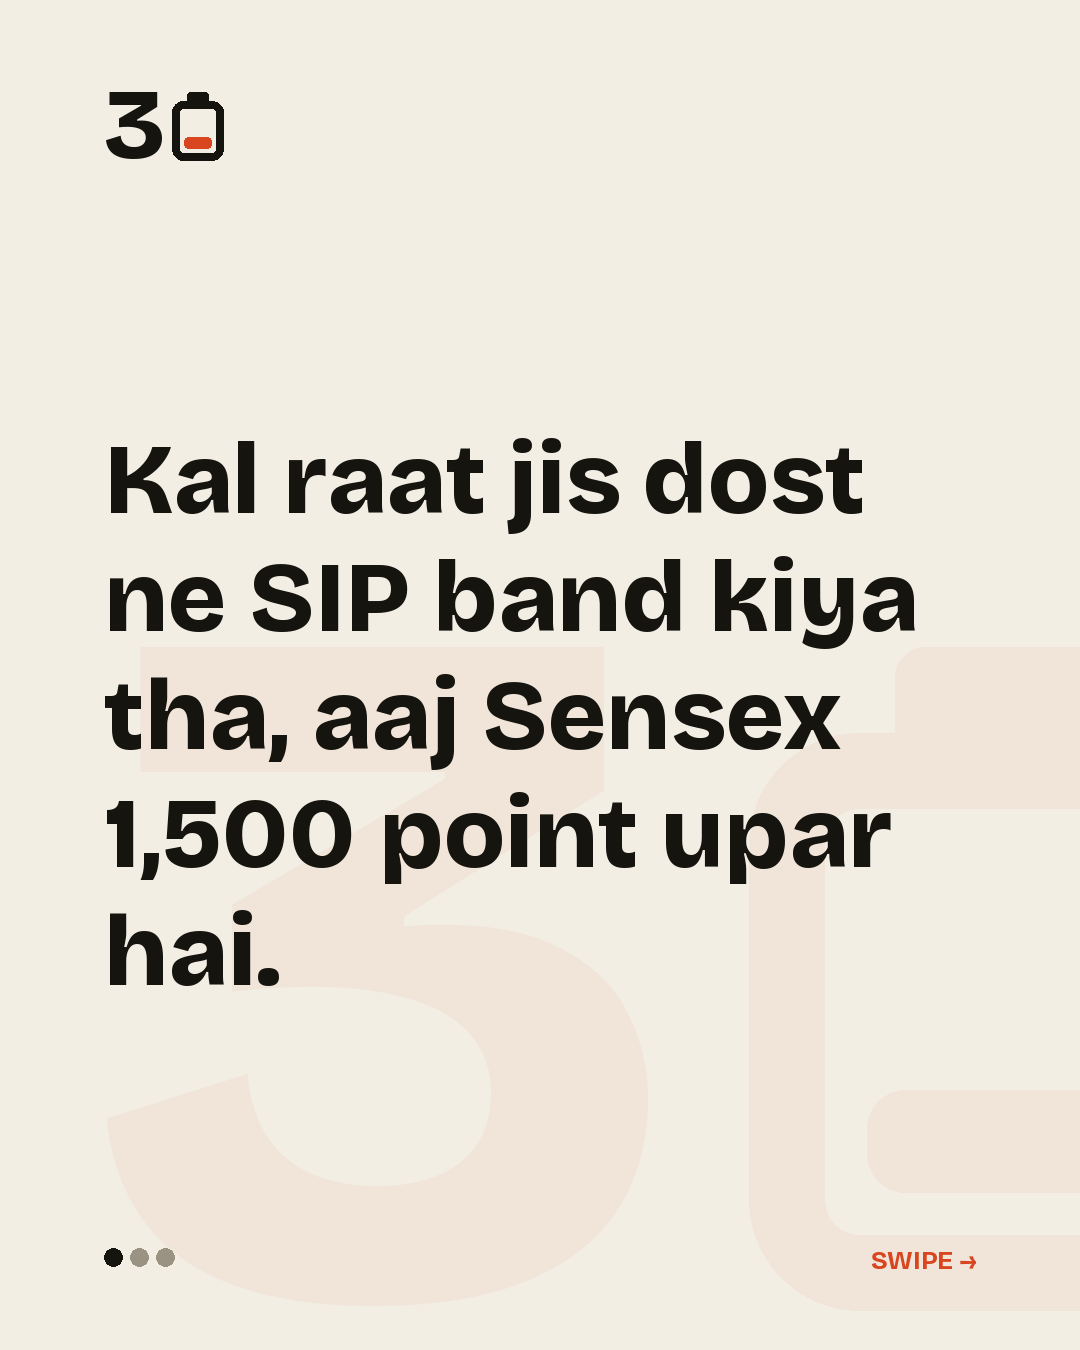 30
Kal raat jis dost
ne SIP band kiya
tha, aaj Sensex
1,500 point upar
hai.
SWIPE →